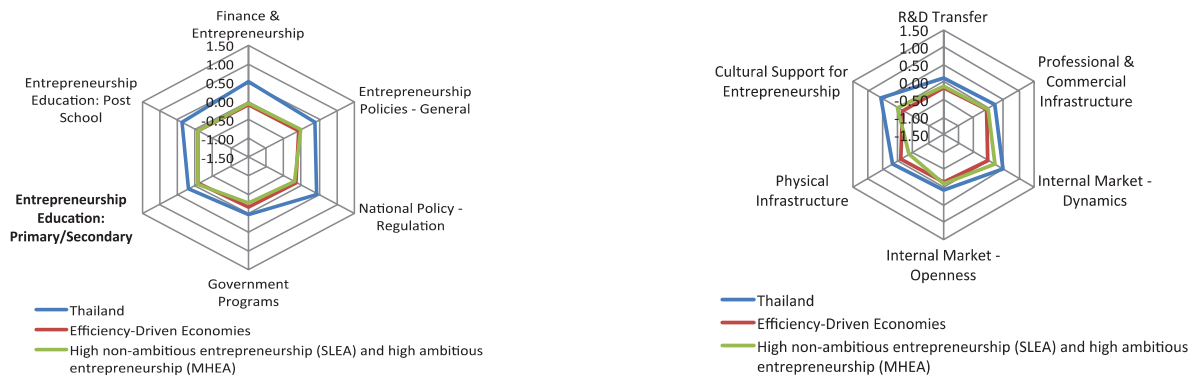 Finance &
Entrepreneurship
1.50
1.00
0.50
0.00
-0.50
-1.00
-1.50
Entrepreneurship
Policies - General
National Policy -
Regulation
Government
Programs
Entrepreneurship
Education:
Primary/Secondary
Entrepreneurship
Education: Post
School
Thailand
Efficiency-Driven Economies
High non-ambitious entrepreneurship (SLEA) and high ambitious
entrepreneurship (MHEA)
R&D Transfer
1.50
1.00
0.50
0.00
-0.50
-1.00
-1.50
Professional &
Commercial
Infrastructure
Internal Market -
Dynamics
Internal Market -
Openness
Physical
Infrastructure
Cultural Support for
Entrepreneurship
Thailand
Efficiency-Driven Economies
High non-ambitious entrepreneurship (SLEA) and high ambitious
entrepreneurship (MHEA)